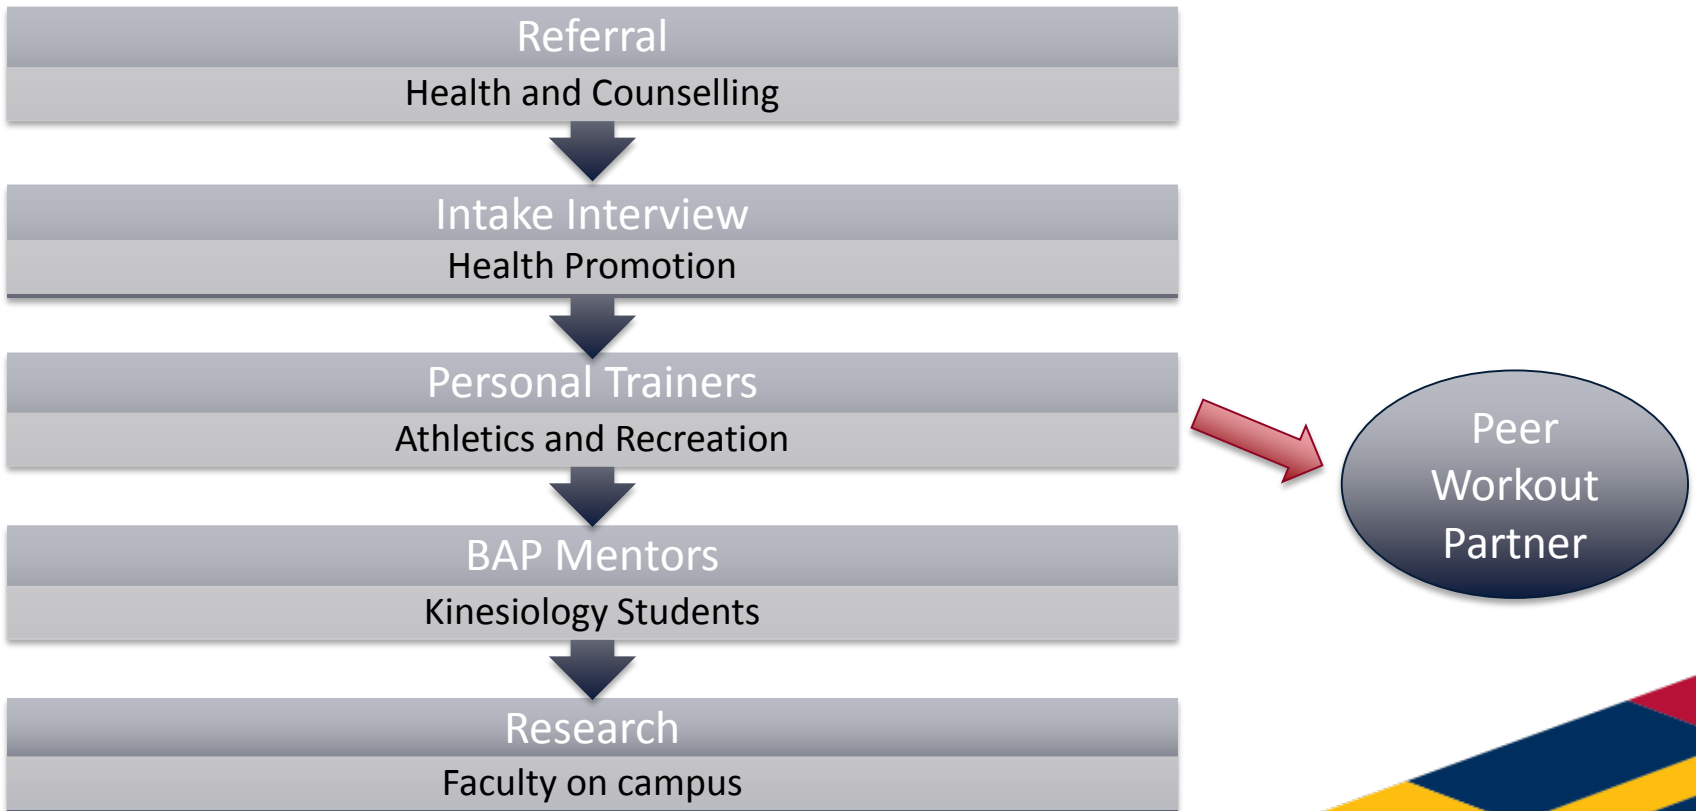 Referral
Health and Counselling
Intake Interview
Health Promotion
Personal Trainers
Athletics and Recreation
BAP Mentors
Kinesiology Students
Research
Faculty on campus
Peer
Workout
Partner